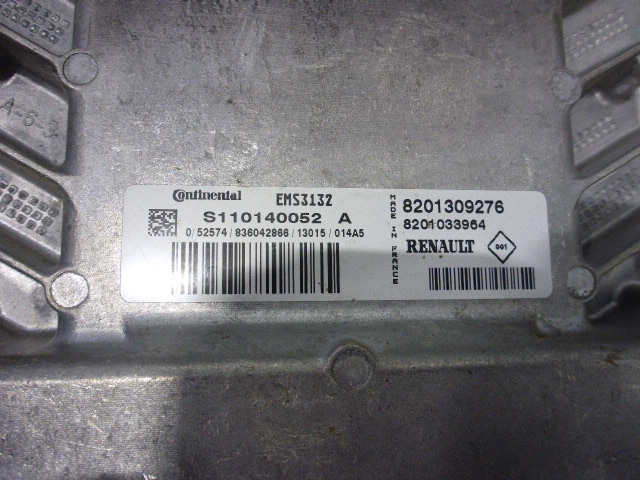 A-6-3
Continental EMS3132
S110140052 A
0/52574/836042866/13015/014A5
MADE IN FRANCE
8201309276
8201033964
RENAULT 001